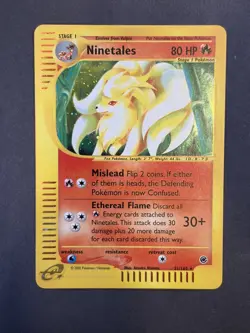 STAGE 1
Evolves from Vulpix
Ninetales
80 HP
Stage 1 Pokémon
Fox Pokémon. Length: 3' 7", Weight: 44 lbs.
Mislead Flip 2 coins. If either
of them is heads, the Defending
Pokémon is now Confused.
Ethereal Flame Discard all
Energy cards attached to
Ninetales. This attack does 30
damage plus 20 more damage
for each card discarded this way.
30+
weakness
resistance
retreat cost
e